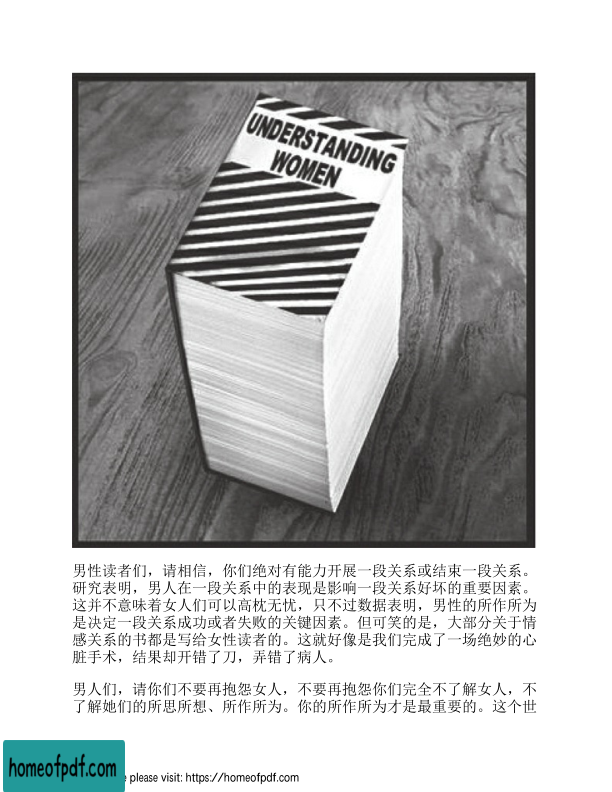 UNDERSTANDING
WOMEN
男性读者们，请相信，你们绝对有能力开展一段关系或结束一段关系。
研究表明，男人在一段关系中的表现是影响一段关系好坏的重要因素。
这并不意味着女人们可以高枕无忧，只不过数据表明，男性的所作所为
是决定一段关系成功或者失败的关键因素。但可笑的是，大部分关于情
感关系的书都是写给女性读者的。这就好像是我们完成了一场绝妙的心
脏手术，结果却开错了刀，弄错了病人。
男人们，请你们不要再抱怨女人，不要再抱怨你们完全不了解女人，不
了解她们的所思所想、所作所为。你的所作所为才是最重要的。这个世
homeofpdf.com
please visit: https://homeofpdf.com